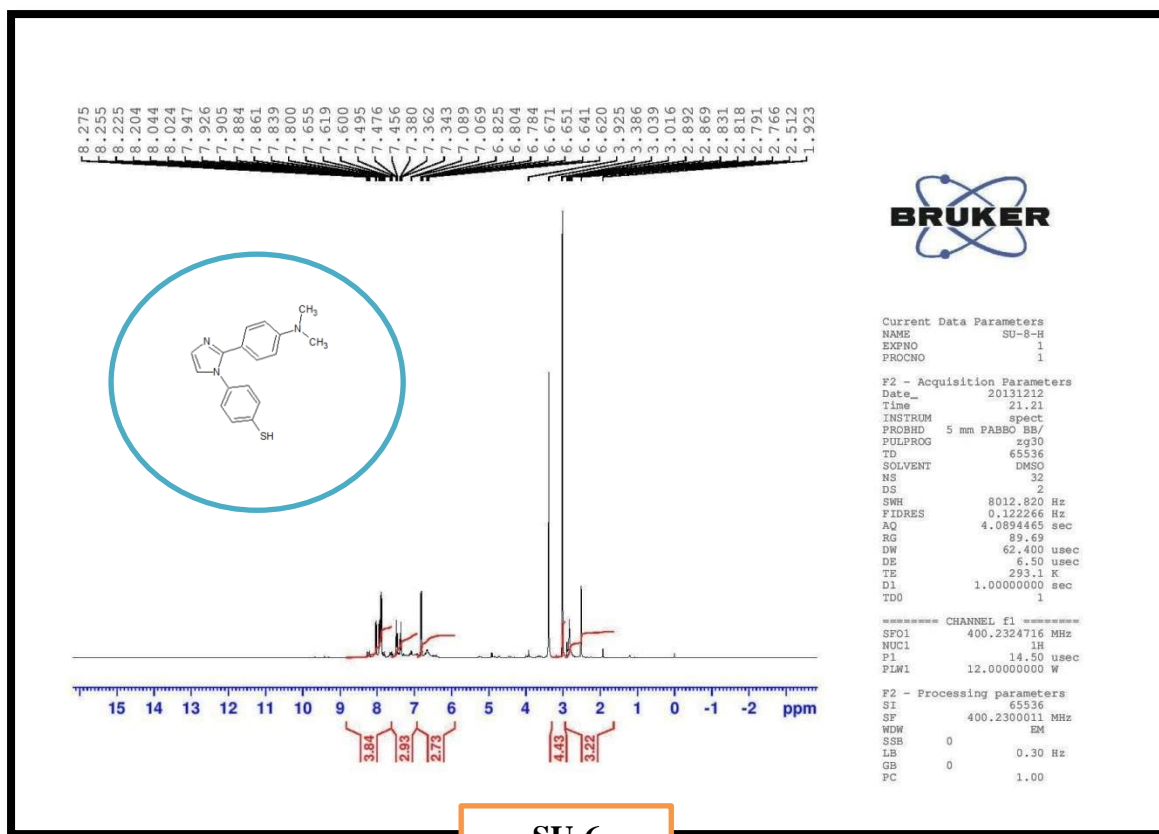 8.275
8.255
8.225
8.204
8.044
8.024
7.947
7.926
7.905
7.884
7.861
7.839
7.800
7.655
7.619
7.600
7.495
7.476
7.456
7.380
7.362
7.343
7.089
7.069
6.825
6.804
6.784
6.671
6.651
6.641
6.620
3.925
3.386
3.039
3.016
2.892
2.869
2.831
2.818
2.791
2.766
2.512
1.923
BRUKER
CH3
N
CH3
N
N
SH
Current Data Parameters
NAME SU-8-H
EXPNO 1
PROCNO 1
F2 - Acquisition Parameters
Date_ 20131212
Time 21.21
INSTRUM spect
PROBHD 5 mm PABBO BB/
PULPROG zg30
TD 65536
SOLVENT DMSO
NS 32
DS 2
SWH 8012.820 Hz
FIDRES 0.122266 Hz
AQ 4.0894465 sec
RG 89.69
DW 62.400 usec
DE 6.50 usec
TE 293.1 K
D1 1.00000000 sec
TD0 1
======== CHANNEL f1 ========
SFO1 400.2324716 MHz
NUC1 1H
P1 14.50 usec
PLW1 12.00000000 W
F2 - Processing parameters
SI 65536
SF 400.2300011 MHz
WDW EM
SSB 0
LB 0.30 Hz
GB 0
PC 1.00
15 14 13 12 11 10 9 8 7 6 5 4 3 2 1 0 -1 -2 ppm
3.84 2.93 2.73 4.43 3.22
SU-6